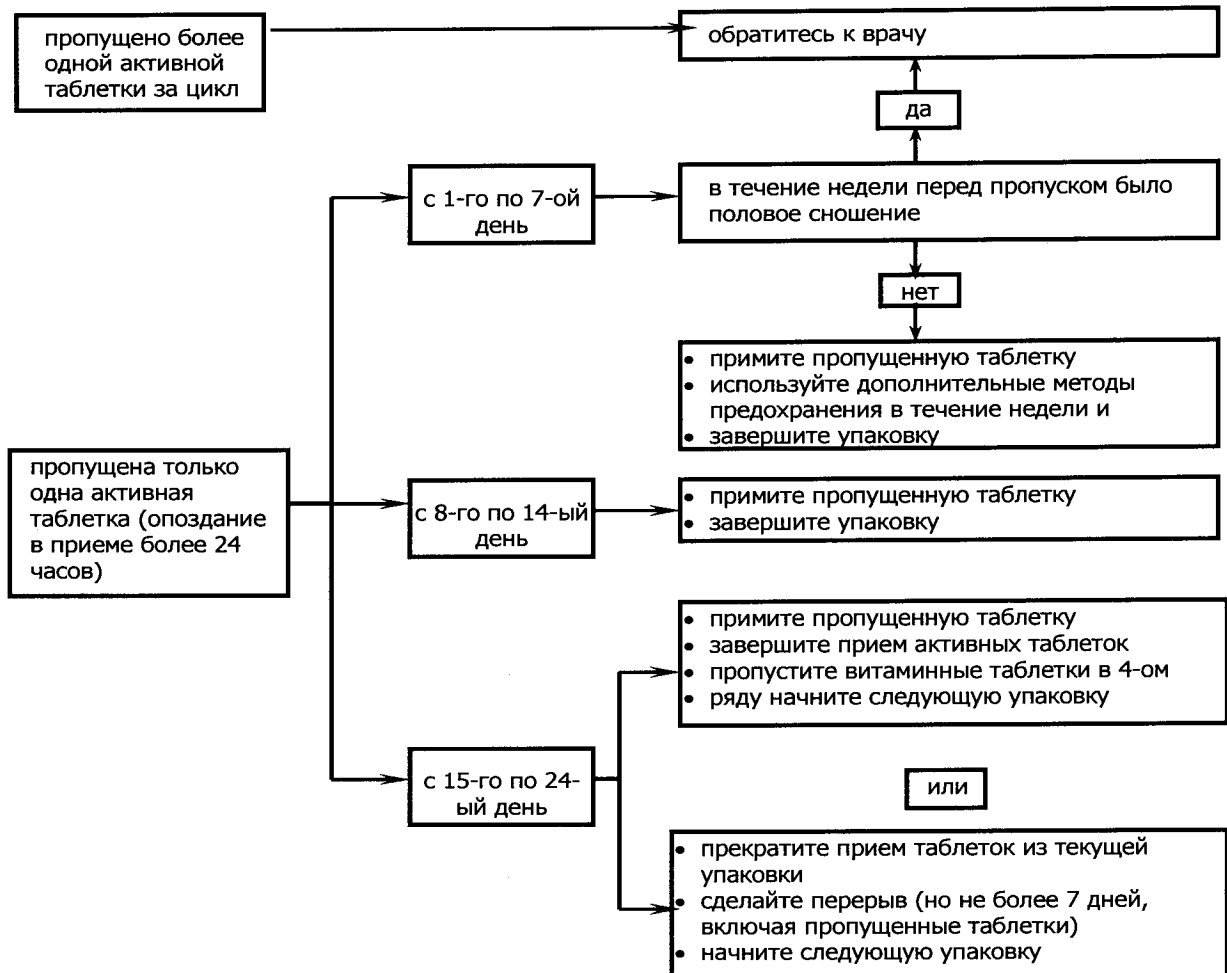 пропущено более
одной активной
таблетки за цикл
обратитесь к врачу
да
с 1-го по 7-ой
день
в течение недели перед пропуском было
половое сношение
нет
• примите пропущенную таблетку
• используйте дополнительные методы
предохранения в течение недели и
• завершите упаковку
пропущена только
одна активная
таблетка (опоздание
в приеме более 24
часов)
с 8-го по 14-ый
день
• примите пропущенную таблетку
• завершите упаковку
с 15-го по 24-
ый день
• примите пропущенную таблетку
• завершите прием активных таблеток
• пропустите витаминные таблетки в 4-ом
• ряду начните следующую упаковку
или
• прекратите прием таблеток из текущей
упаковки
• сделайте перерыв (но не более 7 дней,
включая пропущенные таблетки)
• начните следующую упаковку